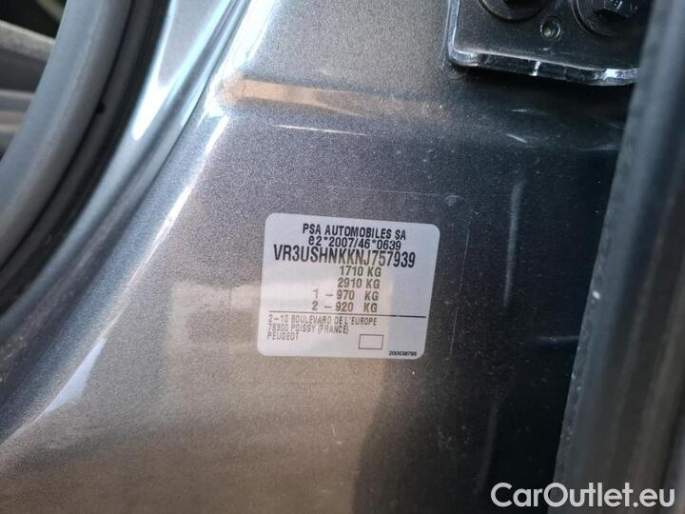 PSA AUTOMOBILES SA
e2*2007/46*0639
VR3USHNKKNJ757939
1710 KG
2910 KG
1 - 970 KG
2 - 920 KG
2-10 BOULEVARD DE L'EUROPE
78300 POISSY (FRANCE)
PEUGEOT
CarOutlet.eu